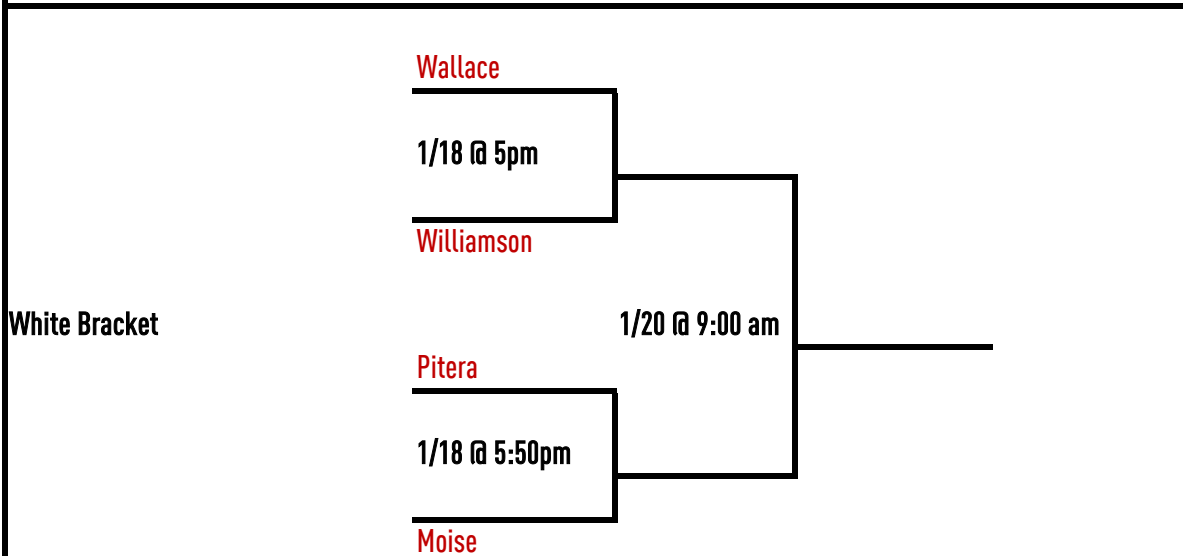 Wallace
1/18 @ 5pm
Williamson
White Bracket
1/20 @ 9:00 am
Pitera
1/18 @ 5:50pm
Moise